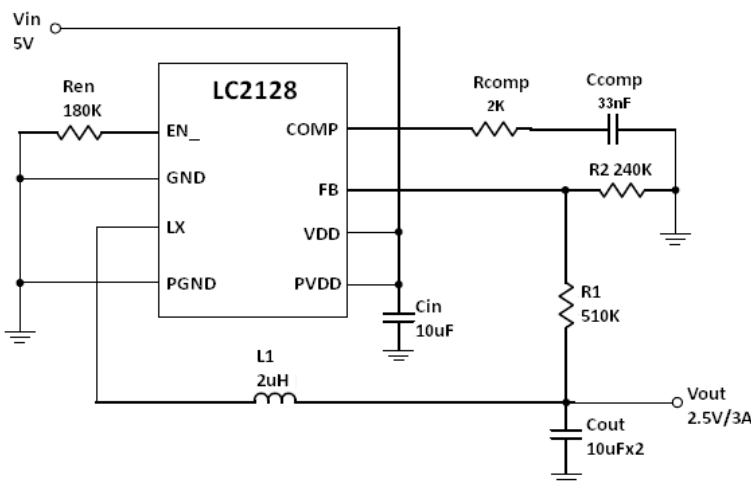 Vin
5V
Ren
180K
LC2128
EN_
GND
LX
PGND
COMP
FB
VDD
PVDD
Rcomp
2K
Ccomp
33nF
R2 240K
R1
510K
Cin
10uF
L1
2uH
Vout
2.5V/3A
Cout
10uFx2